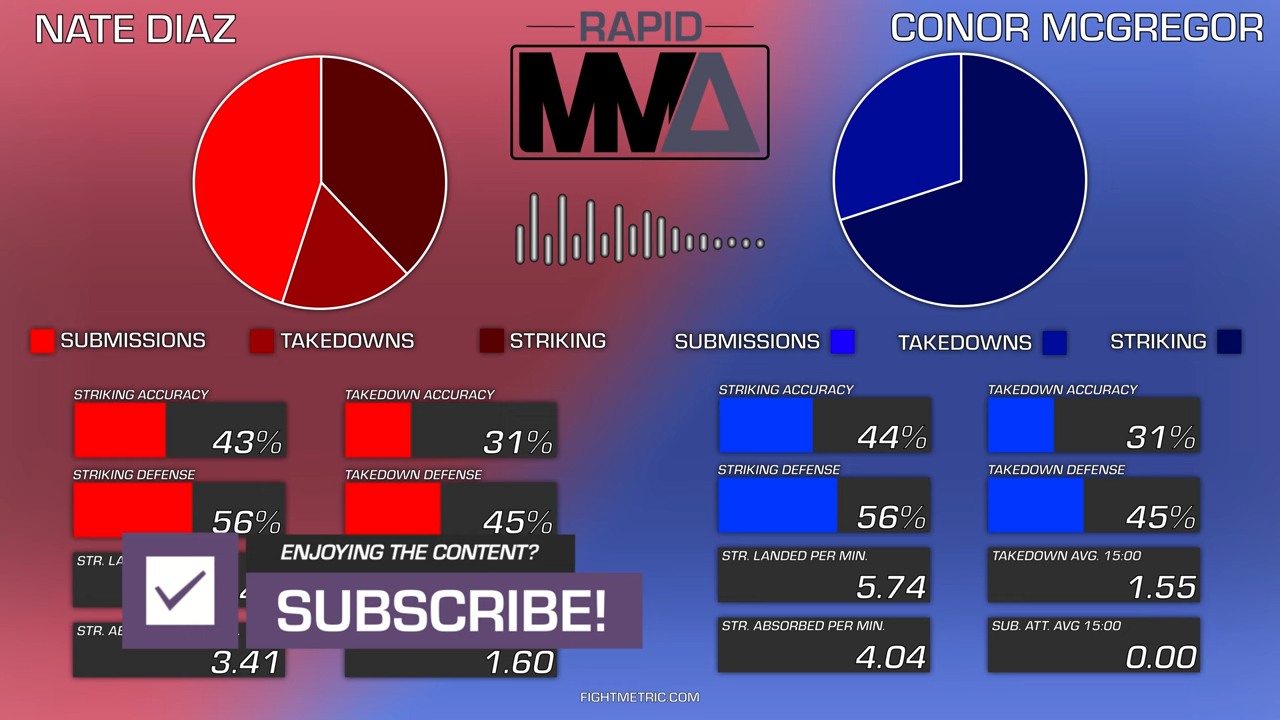 NATE DIAZ
RAPID
MMA
CONOR MCGREGOR
SUBMISSIONS
TAKEDOWNS
STRIKING
SUBMISSIONS
TAKEDOWNS
STRIKING
STRIKING ACCURACY
43%
TAKEDOWN ACCURACY
31%
STRIKING DEFENSE
56%
TAKEDOWN DEFENSE
45%
STR.
STR.
3.41
1.60
ENJOYING THE CONTENT?
SUBSCRIBE!
STRIKING ACCURACY
44%
TAKEDOWN ACCURACY
31%
STRIKING DEFENSE
56%
TAKEDOWN DEFENSE
45%
STR. LANDED PER MIN.
5.74
TAKEDOWN AVG. 15:00
1.55
STR. ABSORBED PER MIN.
4.04
SUB. ATT. AVG 15:00
0.00
FIGHTMETRIC.COM